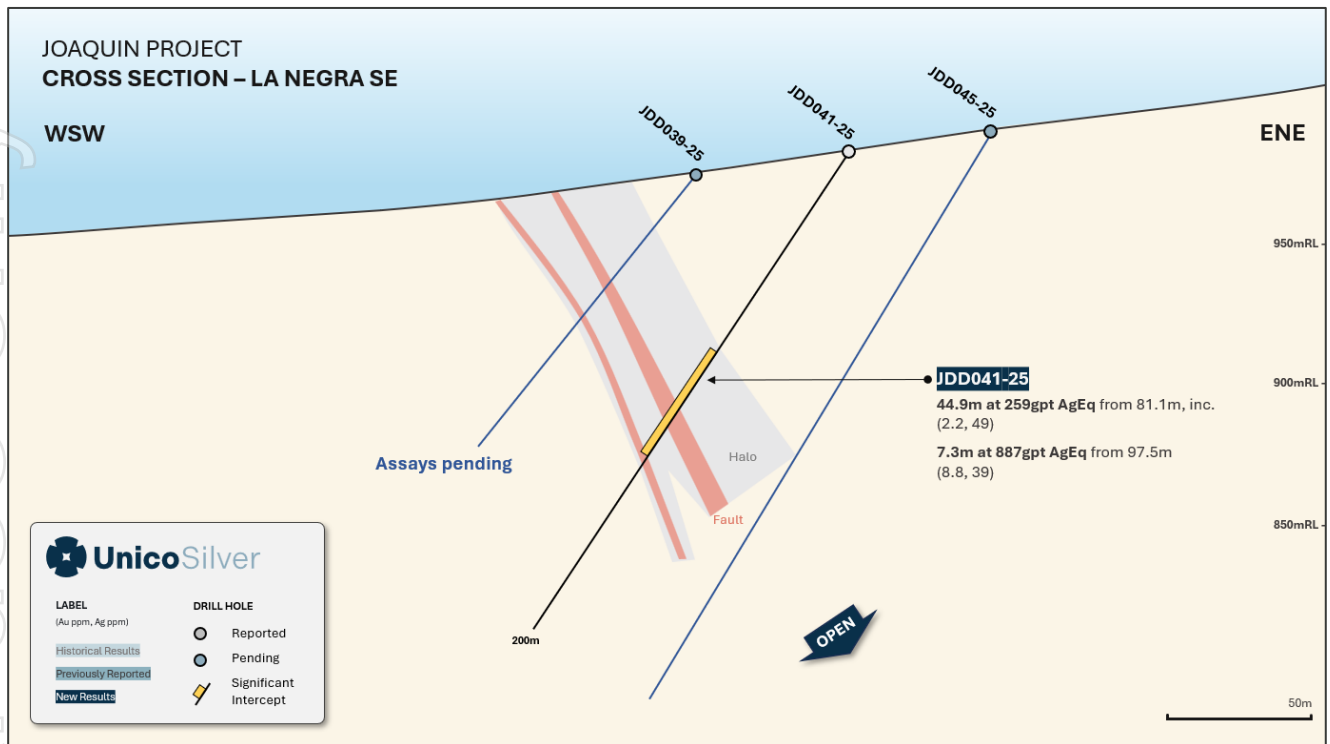 JOAQUIN PROJECT
CROSS SECTION – LA NEGRA SE
WSW
JDD039-25
JDD041-25
JDD045-25
ENE
950mRL
900mRL
850mRL
JDD041-25
44.9m at 259gpt AgEq from 81.1m, inc.
(2.2, 49)
7.3m at 887gpt AgEq from 97.5m
(8.8, 39)
Assays pending
Halo
Fault
200m
OPEN
50m
UnicoSilver
LABEL
(Au ppm, Ag ppm)
Historical Results
Previously Reported
New Results
DRILL HOLE
Reported
Pending
Significant
Intercept